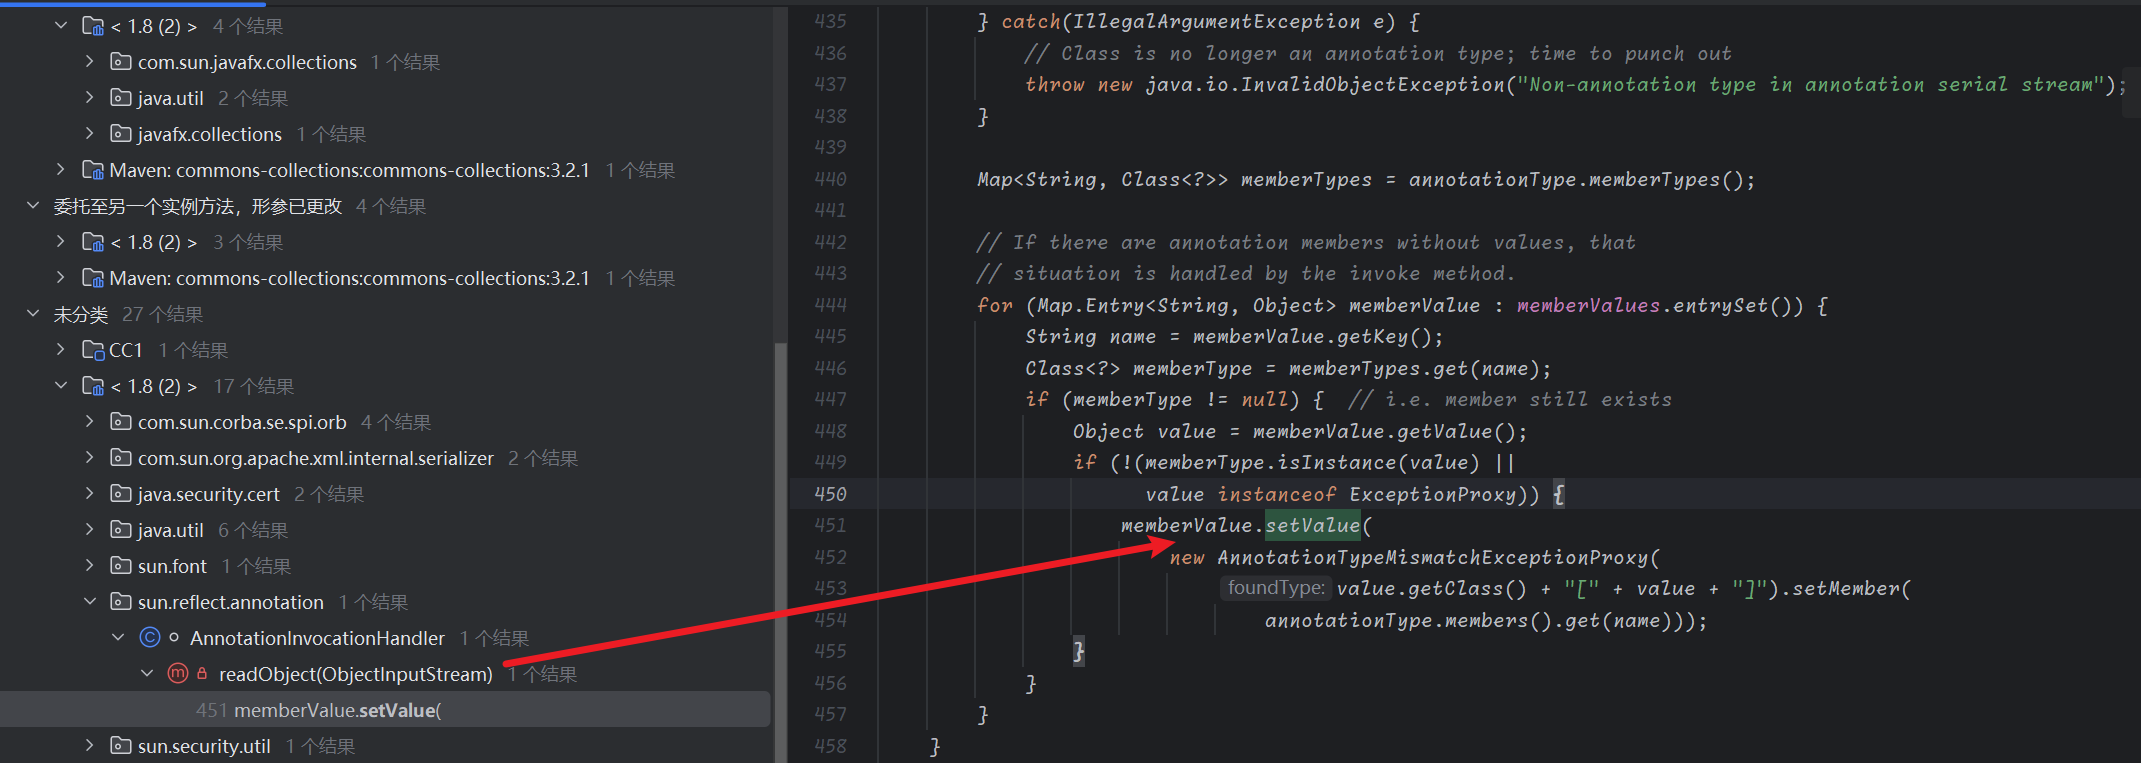 < 1.8 (2) > 4 个结果
com.sun.javafx.collections 1 个结果
java.util 2 个结果
javafx.collections 1 个结果
Maven: commons-collections:commons-collections:3.2.1 1 个结果
委托至另一个实例方法，形参已更改 4 个结果
< 1.8 (2) > 3 个结果
Maven: commons-collections:commons-collections:3.2.1 1 个结果
未分类 27 个结果
CC1 1 个结果
< 1.8 (2) > 17 个结果
com.sun.corba.se.spi.orb 4 个结果
com.sun.org.apache.xml.internal.serializer 2 个结果
java.security.cert 2 个结果
java.util 6 个结果
sun.font 1 个结果
sun.reflect.annotation 1 个结果
AnnotationInvocationHandler 1 个结果
readObject(ObjectInputStream) 1 个结果
451 memberValue.setValue(
sun.security.util 1 个结果
435 } catch(IllegalArgumentException e) {
436 // Class is no longer an annotation type; time to punch out
437 throw new java.io.InvalidObjectException("Non-annotation type in annotation serial stream");
438 }
439
440 Map<String, Class<?>> memberTypes = annotationType.memberTypes();
441
442 // If there are annotation members without values, that
443 // situation is handled by the invoke method.
444 for (Map.Entry<String, Object> memberValue : memberValues.entrySet()) {
445 String name = memberValue.getKey();
446 Class<?> memberType = memberTypes.get(name);
447 if (memberType != null) { // i.e. member still exists
448 Object value = memberValue.getValue();
449 if (!(memberType.isInstance(value) ||
450 value instanceof ExceptionProxy)) {
451 memberValue.setValue(
452 new AnnotationTypeMismatchExceptionProxy(
453 foundType: value.getClass() + "[" + value + "]").setMember(
454 annotationType.members().get(name)));
455 }
456 }
457 }
458 }